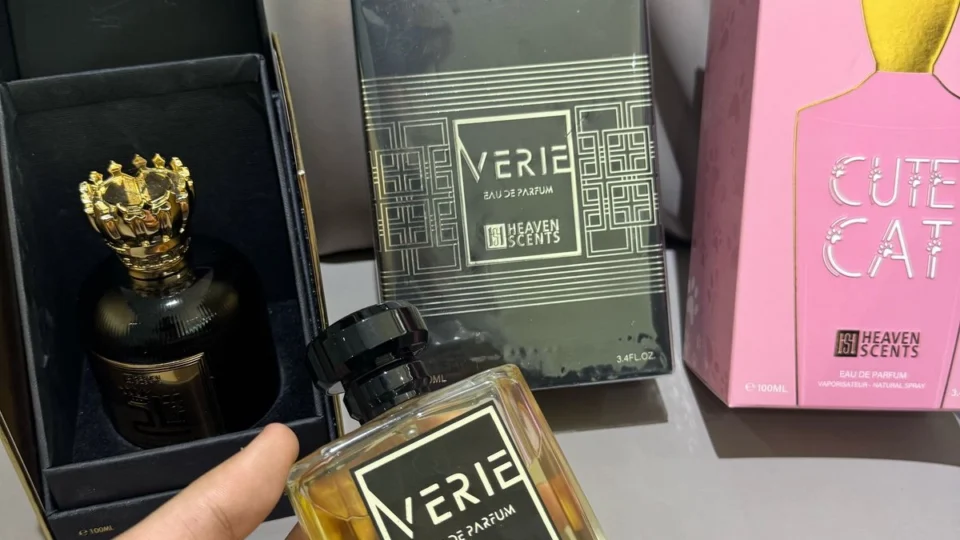 VERIE
EAU DE PARFUM
HS HEAVEN
SCENTS
3.4FL.OZ.
CUTE
CAT
HS HEAVEN
SCENTS
EAU DE PARFUM
VAPORISATEUR - NATURAL SPRAY
e 100ML
VERIE
DE PARFUM
e 100ML